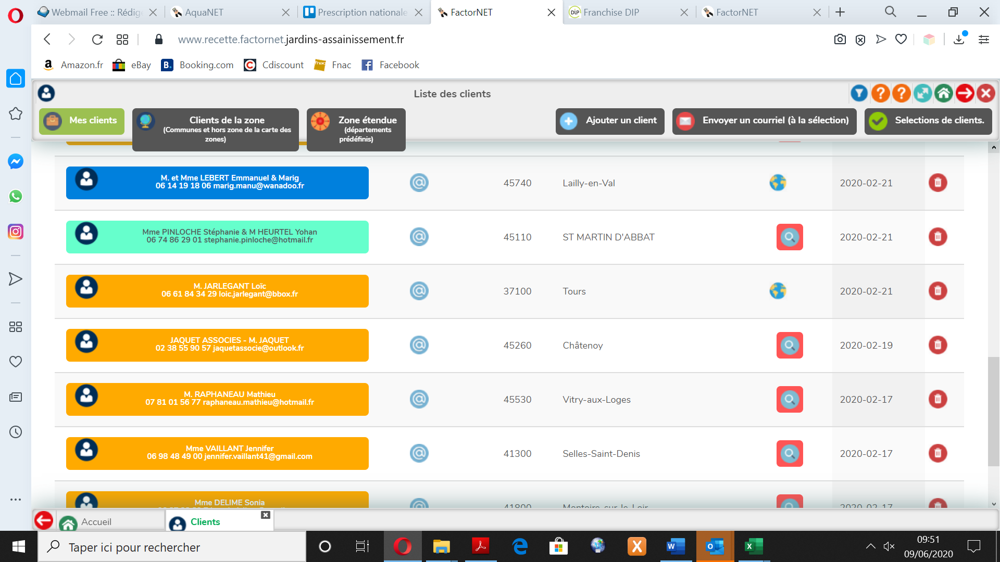 Webmail Free :: Rédig
AquaNET
Prescription nationale
FactorNET
Franchise DIP
FactorNET
www.recette.factornet.jardins-assainissement.fr
Amazon.fr
eBay
Booking.com
Cdiscount
Fnac
Facebook
Liste des clients
Mes clients
Clients de la zone
(Communes et hors zone de la carte des
zones)
Zone étendue
(départements
prédéfinis)
Ajouter un client
Envoyer un courriel (à la sélection)
Selections de clients.
M. et Mme LEBERT Emmanuel & Marig
06 14 19 18 06 marig.manu@wanadoo.fr
45740 Lailly-en-Val 2020-02-21
Mme PINLOCHE Stéphanie & M HEURTEL Yohan
06 74 86 29 01 stephanie.pinloche@hotmail.fr
45110 ST MARTIN D'ABBAT 2020-02-21
M. JARLEGANT Loïc
06 61 84 34 29 loic.jarlegant@bbox.fr
37100 Tours 2020-02-21
JAQUET ASSOCIES - M. JAQUET
02 38 55 90 57 jaquetassocie@outlook.fr
45260 Châtenoy 2020-02-19
M. RAPHANEAU Mathieu
07 81 01 56 77 raphaneau.mathieu@hotmail.fr
45530 Vitry-aux-Loges 2020-02-17
Mme VAILLANT Jennifer
06 98 48 49 00 jennifer.vaillant41@gmail.com
41300 Selles-Saint-Denis 2020-02-17
Mme DELIME Sonia
41800 Montoire-sur-le-Loir 2020-02-17
Accueil
Clients
Taper ici pour rechercher
09:51
09/06/2020